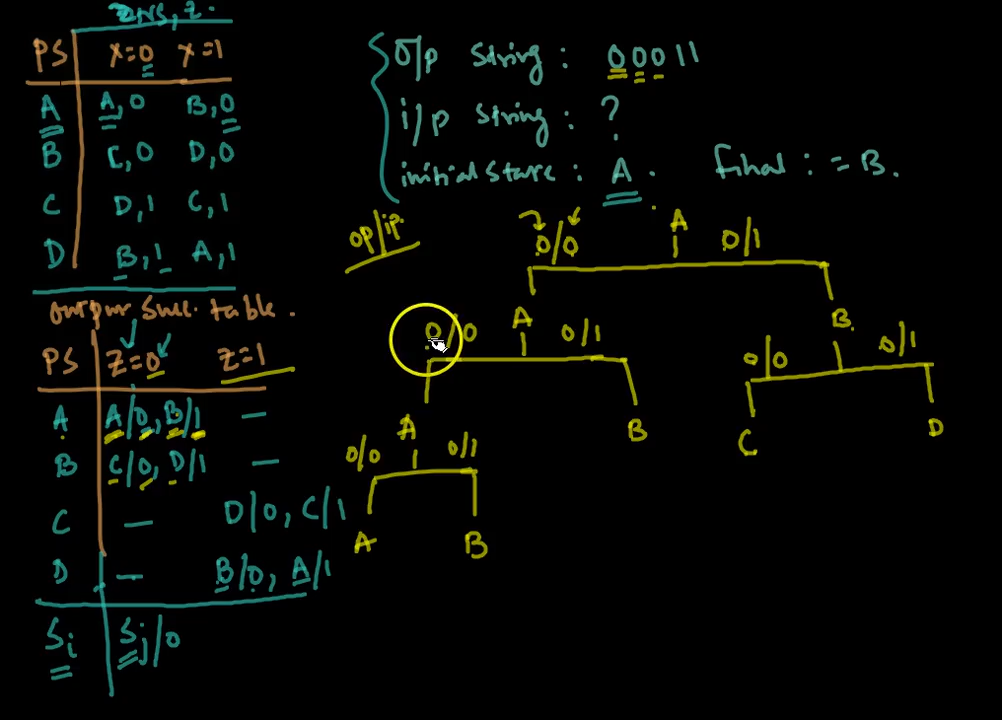 NS, Z.
PS X=0 X=1
A A,0 B,0
B C,0 D,0
C D,1 C,1
D B,1 A,1
output Succ. table.
PS Z=0 Z=1
A A/0, B/1 —
B C/0, D/1 —
C — D/0, C/1
D — B/0, A/1
Si Sj/0
O/p String : 00011
i/p String : ?
initial State : A. Final : = B.
op/ip
A
0/0 0/1
A B
0/0 0/1 0/0 0/1
A B C D
0/0 0/1
A B